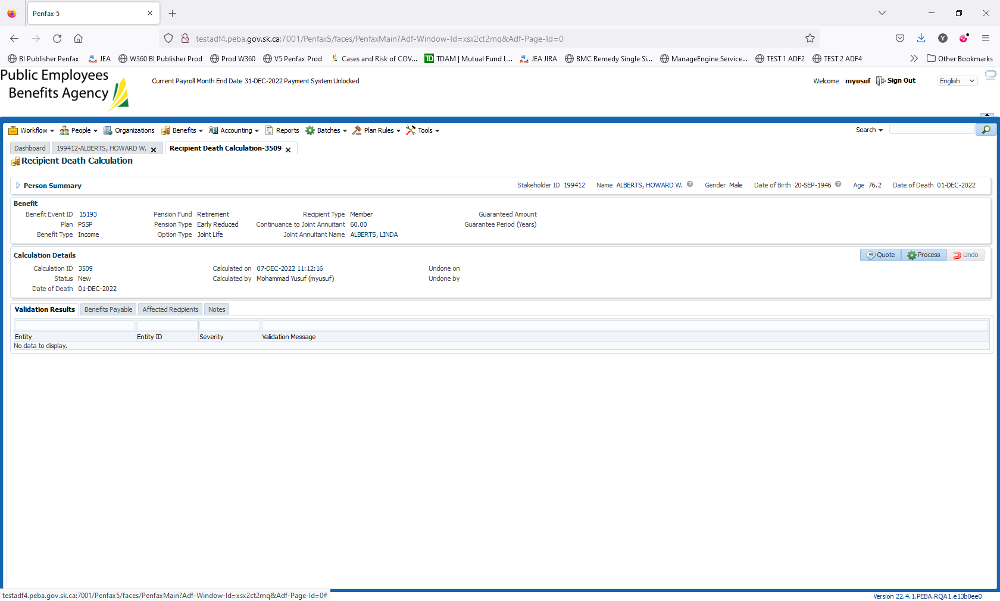 Penfax 5
testadf4.peba.gov.sk.ca:7001/Penfax5/faces/PenfaxMain?Adf-Window-Id=xsx2ct2mq&Adf-Page-Id=0
BI Publisher Penfax JEA W360 BI Publisher Prod Prod W360 V5 Penfax Prod Cases and Risk of COV... TDAM | Mutual Fund L... JEA JIRA BMC Remedy Single Si... ManageEngine Service... TEST 1 ADF2 TEST 2 ADF4 Other Bookmarks
Public Employees
Benefits Agency
Current Payroll Month End Date 31-DEC-2022 Payment System Unlocked
Welcome myusuf Sign Out English
Workflow People Organizations Benefits Accounting Reports Batches Plan Rules Tools Search
Dashboard 199412-ALBERTS, HOWARD W. Recipient Death Calculation-3509
Recipient Death Calculation
Person Summary Stakeholder ID 199412 Name ALBERTS, HOWARD W. Gender Male Date of Birth 20-SEP-1946 Age 76.2 Date of Death 01-DEC-2022
Benefit
Benefit Event ID 15193 Pension Fund Retirement Recipient Type Member Guaranteed Amount
Plan PSSP Pension Type Early Reduced Continuance to Joint Annuitant 60.00 Guarantee Period (Years)
Benefit Type Income Option Type Joint Life Joint Annuitant Name ALBERTS, LINDA
Calculation Details Quote Process Undo
Calculation ID 3509 Calculated on 07-DEC-2022 11:12:16 Undone on
Status New Calculated by Mohammad Yusuf (myusuf) Undone by
Date of Death 01-DEC-2022
Validation Results Benefits Payable Affected Recipients Notes
Entity Entity ID Severity Validation Message
No data to display.
testadf4.peba.gov.sk.ca:7001/Penfax5/faces/PenfaxMain?Adf-Window-Id=xsx2ct2mq&Adf-Page-Id=0#
Version 22.4.1.PEBA.RQA1.e13b0ee0